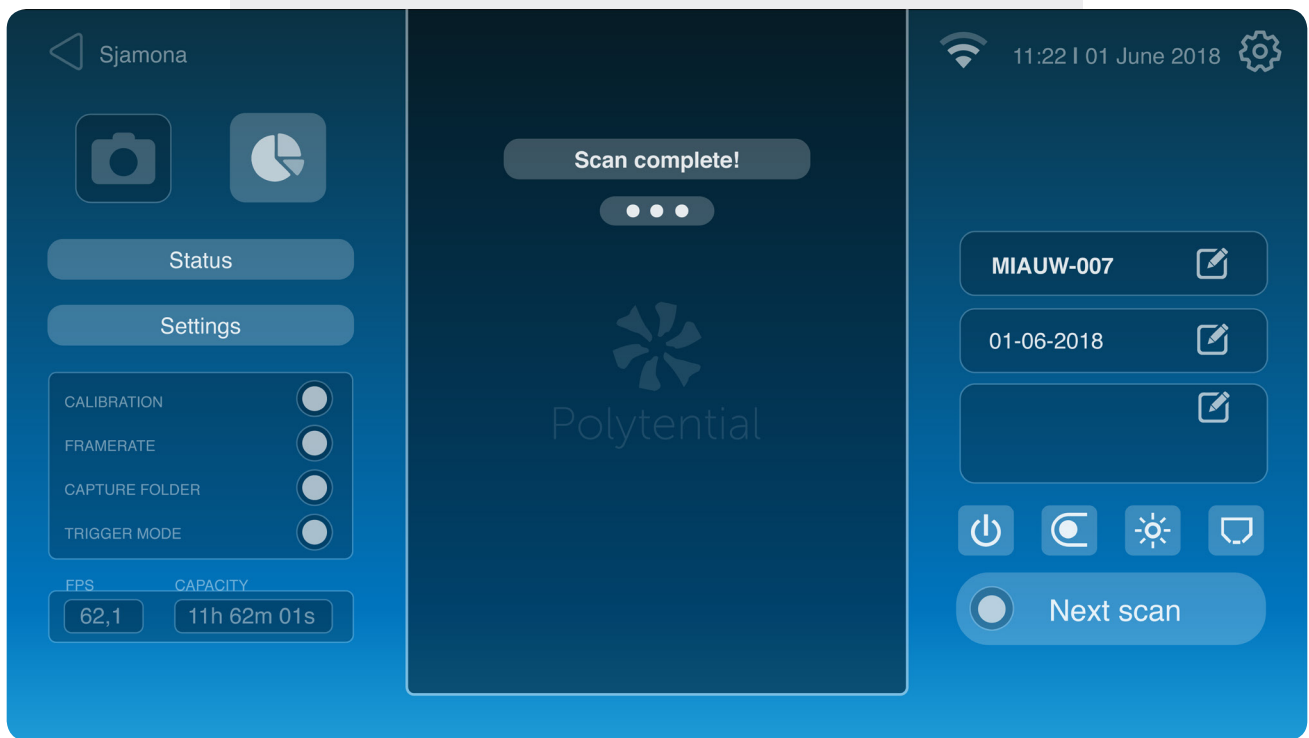 Sjamona
11:22 I 01 June 2018
Scan complete!
Status
Settings
CALIBRATION
FRAMERATE
CAPTURE FOLDER
TRIGGER MODE
FPS CAPACITY
62,1 11h 62m 01s
Polytential
MIAUW-007
01-06-2018
Next scan